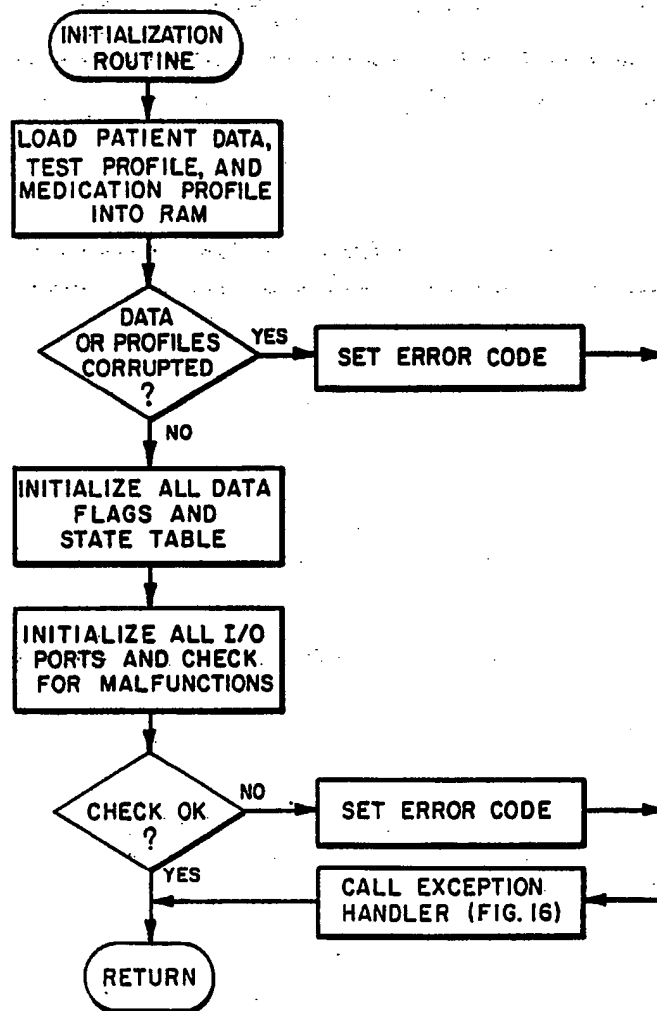 INITIALIZATION
ROUTINE
LOAD PATIENT DATA,
TEST PROFILE, AND
MEDICATION PROFILE
INTO RAM
DATA
OR PROFILES
CORRUPTED
?
YES
SET ERROR CODE
NO
INITIALIZE ALL DATA
FLAGS AND
STATE TABLE
INITIALIZE ALL I/O
PORTS AND CHECK
FOR MALFUNCTIONS
CHECK OK
?
NO
SET ERROR CODE
YES
CALL EXCEPTION
HANDLER (FIG. 16)
RETURN